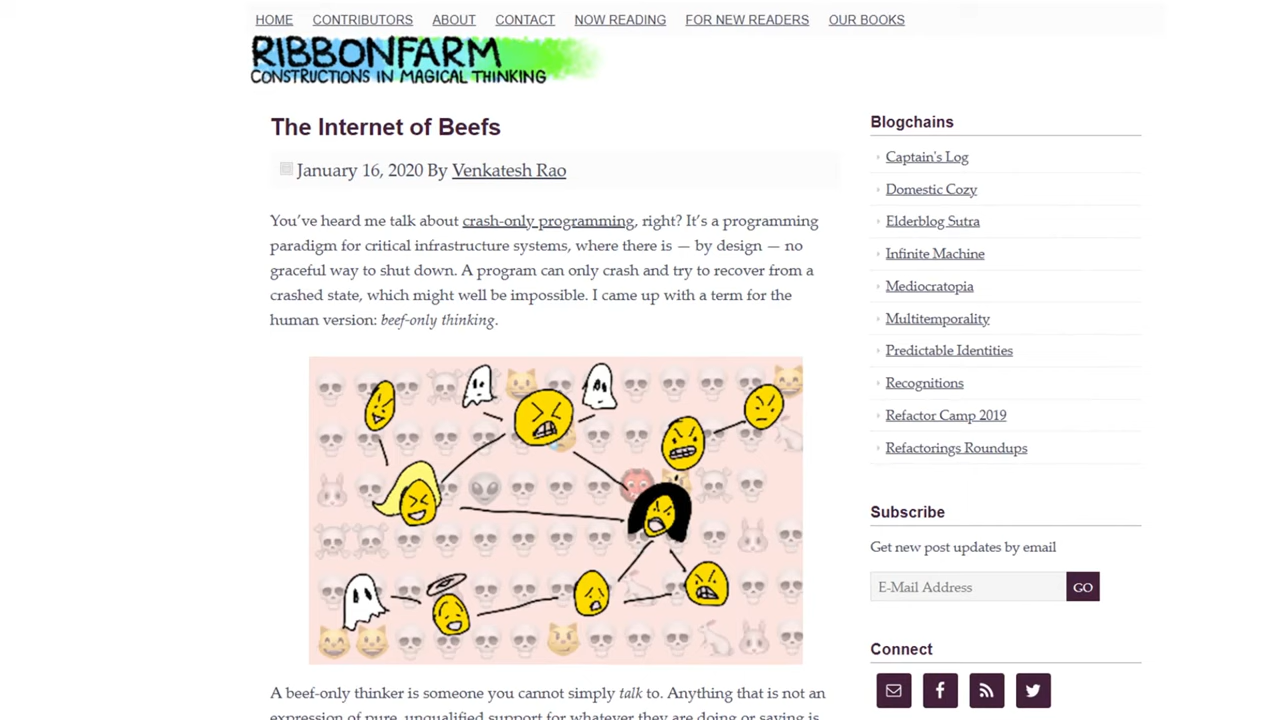 HOME CONTRIBUTORS ABOUT CONTACT NOW READING FOR NEW READERS OUR BOOKS
RIBBONFARM
CONSTRUCTIONS IN MAGICAL THINKING
The Internet of Beefs
January 16, 2020 By Venkatesh Rao
You’ve heard me talk about crash-only programming, right? It’s a programming
paradigm for critical infrastructure systems, where there is — by design — no
graceful way to shut down. A program can only crash and try to recover from a
crashed state, which might well be impossible. I came up with a term for the
human version: beef-only thinking.
A beef-only thinker is someone you cannot simply talk to. Anything that is not an
expression of pure, unqualified support for whatever they are doing or saying is
Blogchains
Captain's Log
Domestic Cozy
Elderblog Sutra
Infinite Machine
Mediocratopia
Multitemporality
Predictable Identities
Recognitions
Refactor Camp 2019
Refactorings Roundups
Subscribe
Get new post updates by email
E-Mail Address GO
Connect